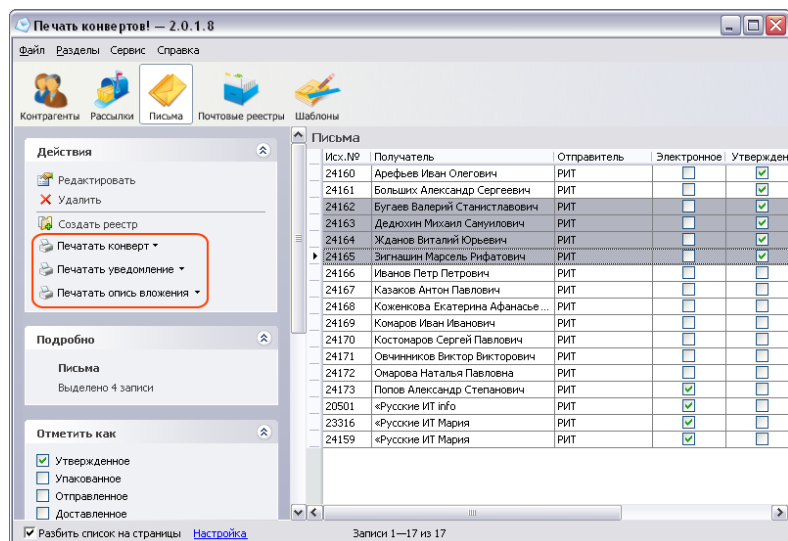 Печать конвертов! — 2.0.1.8
Файл Разделы Сервис Справка
Контрагенты Рассылки Письма Почтовые реестры Шаблоны
Действия
Редактировать
Удалить
Создать реестр
Печатать конверт
Печатать уведомление
Печатать опись вложения
Подробно
Письма
Выделено 4 записи
Отметить как
Утвержденное
Упакованное
Отправленное
Доставленное
Письма
Исх.№ Получатель Отправитель Электронное Утвержден
24160 Арефьев Иван Олегович РИТ
24161 Больших Александр Сергеевич РИТ
24162 Бугаев Валерий Станистлавович РИТ
24163 Дедюхин Михаил Самуилович РИТ
24164 Жданов Виталий Юрьевич РИТ
24165 Зигнашин Марсель Рифатович РИТ
24166 Иванов Петр Петрович РИТ
24167 Казаков Антон Павлович РИТ
24168 Коженкова Екатерина Афанасье... РИТ
24169 Комаров Иван Иванович РИТ
24170 Костомаров Сергей Павлович РИТ
24171 Овчинников Виктор Викторович РИТ
24172 Омарова Наталья Павловна РИТ
24173 Попов Александр Степанович РИТ
20501 «Русские ИТ info РИТ
23316 «Русские ИТ Мария РИТ
24159 «Русские ИТ Мария РИТ
Разбить список на страницы Настройка Записи 1—17 из 17